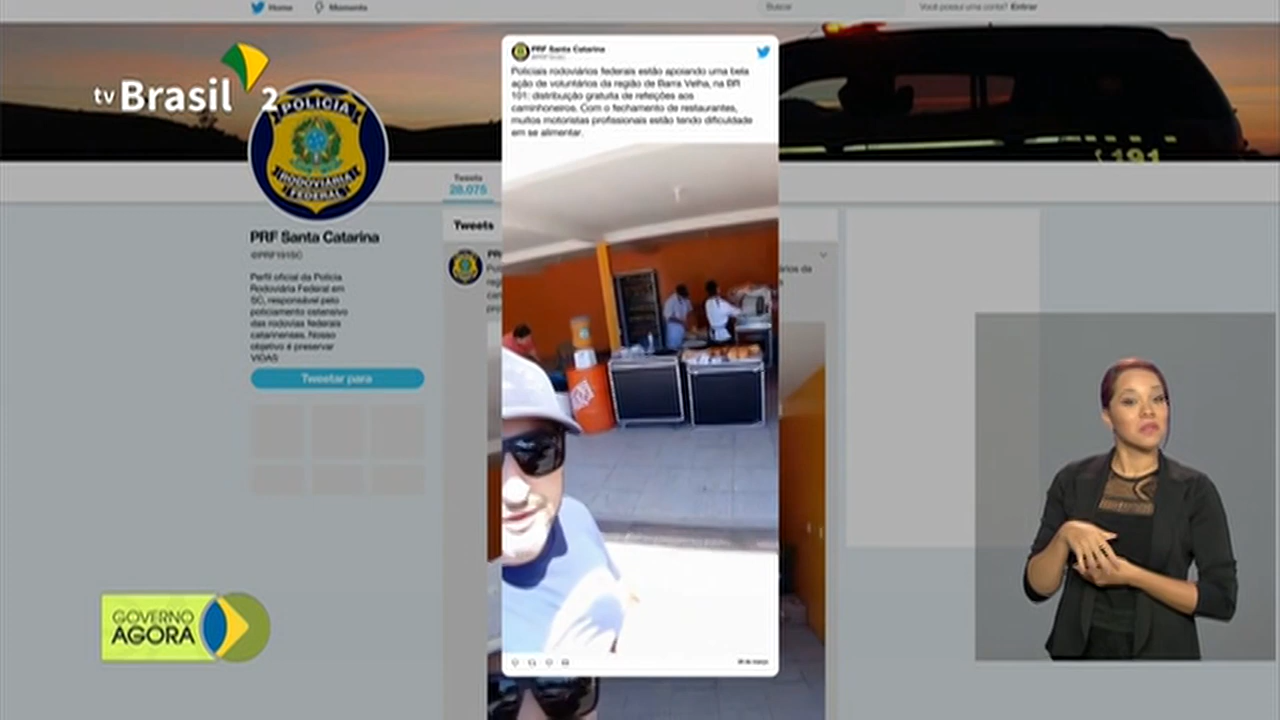 Home Moments
Buscar
Você possui uma conta? Entrar
tv Brasil 2
POLÍCIA
RODOVIÁRIA
FEDERAL
PRF Santa Catarina
@PRF191SC
Perfil oficial da Polícia
Rodoviária Federal em
SC, responsável pelo
policiamento ostensivo
das rodovias federais
catarinenses. Nosso
objetivo é preservar
VIDAS
Tweetar para
Tweets
28.075
Tweets
PRF Santa Catarina
Policiais rodoviários federais estão apoiando uma bela
ação de voluntários da região de Barra Velha, na BR
101: distribuição gratuita de refeições aos
caminhoneiros. Com o fechamento de restaurantes,
muitos motoristas profissionais estão tendo dificuldade
em se alimentar.
191
GOVERNO
AGORA